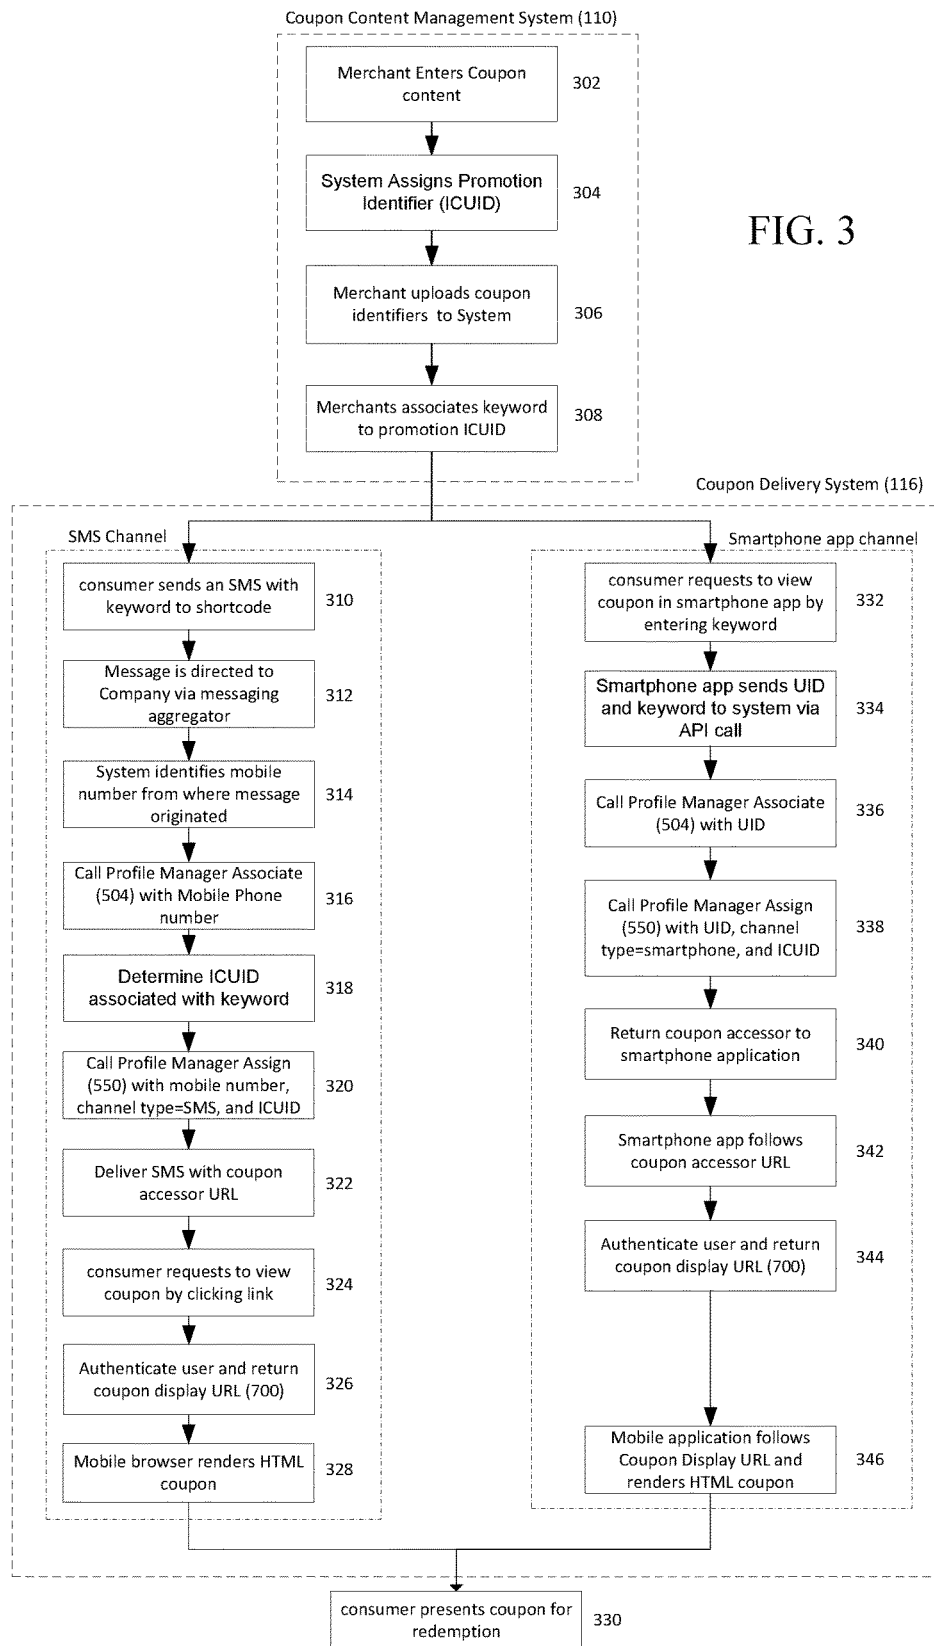 Coupon Content Management System (110)
Merchant Enters Coupon
content
302
System Assigns Promotion
Identifier (ICUID)
304
FIG. 3
Merchant uploads coupon
identifiers to System
306
Merchants associates keyword
to promotion ICUID
308
Coupon Delivery System (116)
SMS Channel
consumer sends an SMS with
keyword to shortcode
310
Message is directed to
Company via messaging
aggregator
312
System identifies mobile
number from where message
originated
314
Call Profile Manager Associate
(504) with Mobile Phone
number
316
Determine ICUID
associated with keyword
318
Call Profile Manager Assign
(550) with mobile number,
channel type=SMS, and ICUID
320
Deliver SMS with coupon
accessor URL
322
consumer requests to view
coupon by clicking link
324
Authenticate user and return
coupon display URL (700)
326
Mobile browser renders HTML
coupon
328
Smartphone app channel
consumer requests to view
coupon in smartphone app by
entering keyword
332
Smartphone app sends UID
and keyword to system via
API call
334
Call Profile Manager Associate
(504) with UID
336
Call Profile Manager Assign
(550) with UID, channel
type=smartphone, and ICUID
338
Return coupon accessor to
smartphone application
340
Smartphone app follows
coupon accessor URL
342
Authenticate user and return
coupon display URL (700)
344
Mobile application follows
Coupon Display URL and
renders HTML coupon
346
consumer presents coupon for
redemption
330